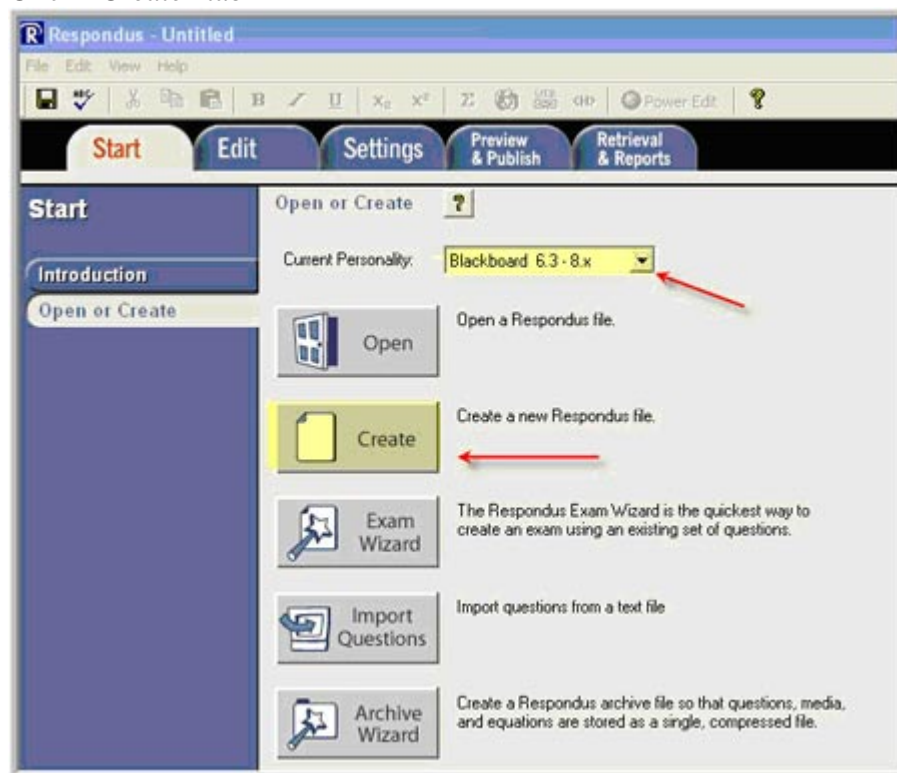 Respondus - Untitled
File Edit View Help
B I U X₂ X² Σ Power Edit ?
Start Edit Settings Preview & Publish Retrieval & Reports
Start
Introduction
Open or Create
Open or Create ?
Current Personality: Blackboard 6.3 - 8.x
Open
Open a Respondus file.
Create
Create a new Respondus file.
Exam
Wizard
The Respondus Exam Wizard is the quickest way to
create an exam using an existing set of questions.
Import
Questions
Import questions from a text file
Archive
Wizard
Create a Respondus archive file so that questions, media,
and equations are stored as a single, compressed file.